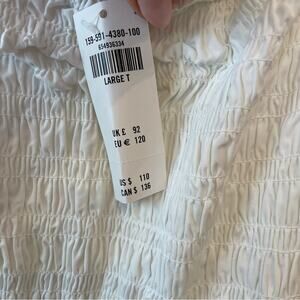 159-591-4380-100
654936334
LARGE T
UK £ 92
EU € 120
US $ 110
CAN $ 136